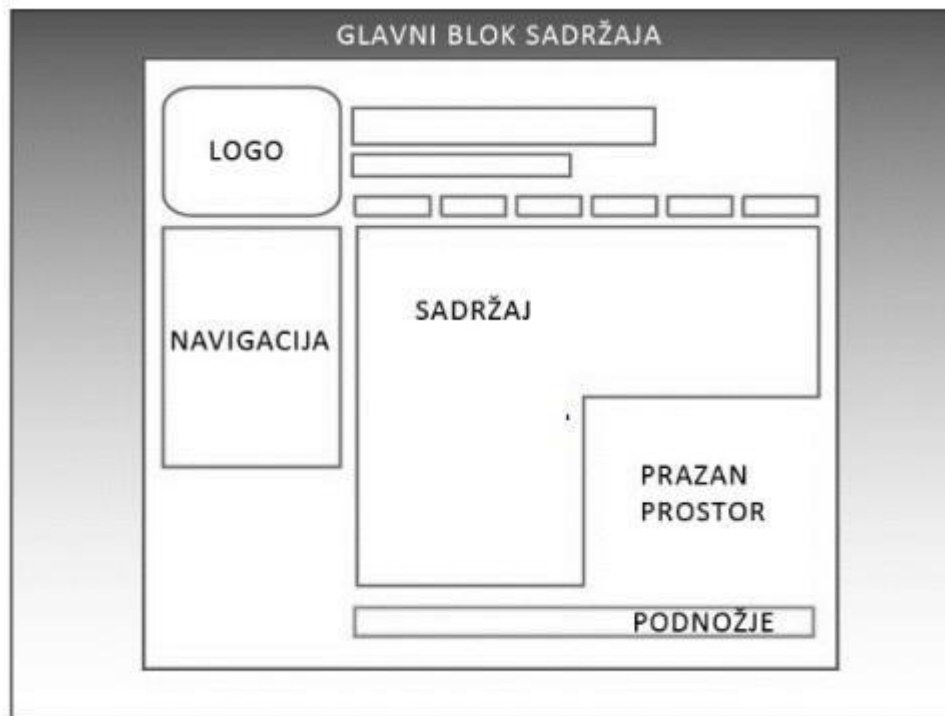 GLAVNI BLOK SADRŽAJA
LOGO
NAVIGACIJA
SADRŽAJ
PRAZAN
PROSTOR
PODNOŽJE